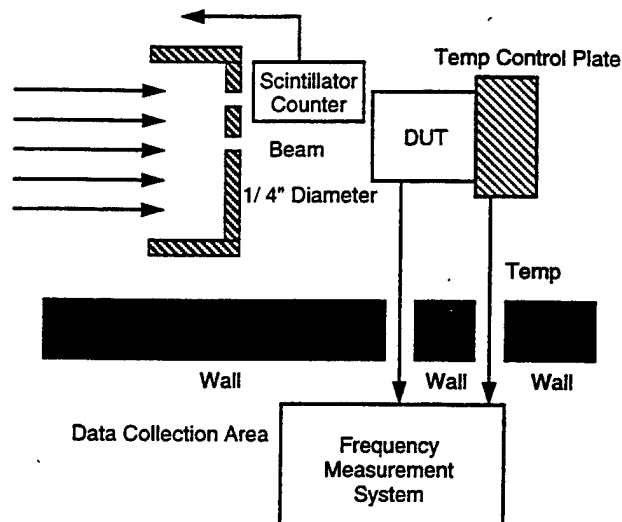 Temp Control Plate
Scintillator
Counter
DUT
Beam
1/ 4" Diameter
Temp
Wall
Wall
Wall
Data Collection Area
Frequency
Measurement
System